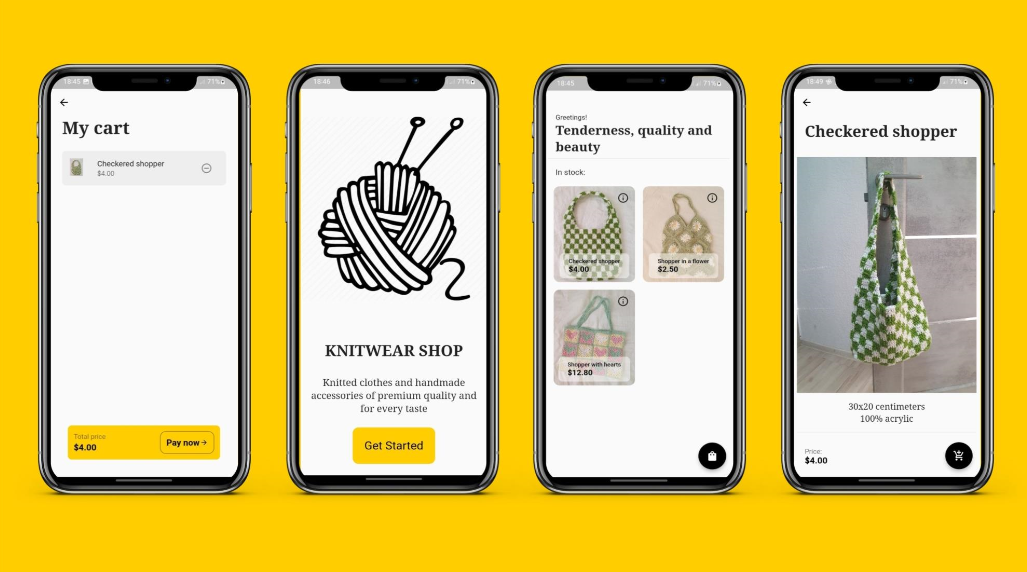 18:45
71%
My cart
Checkered shopper
$4.00
Total price
$4.00
Pay now
18:46
71%
KNITWEAR SHOP
Knitted clothes and handmade
accessories of premium quality and
for every taste
Get Started
18:45
71%
Greetings!
Tenderness, quality and
beauty
In stock:
Checkered shopper
$4.00
Shopper in a flower
$2.50
Shopper with hearts
$12.80
18:49
71%
Checkered shopper
30x20 centimeters
100% acrylic
Price:
$4.00